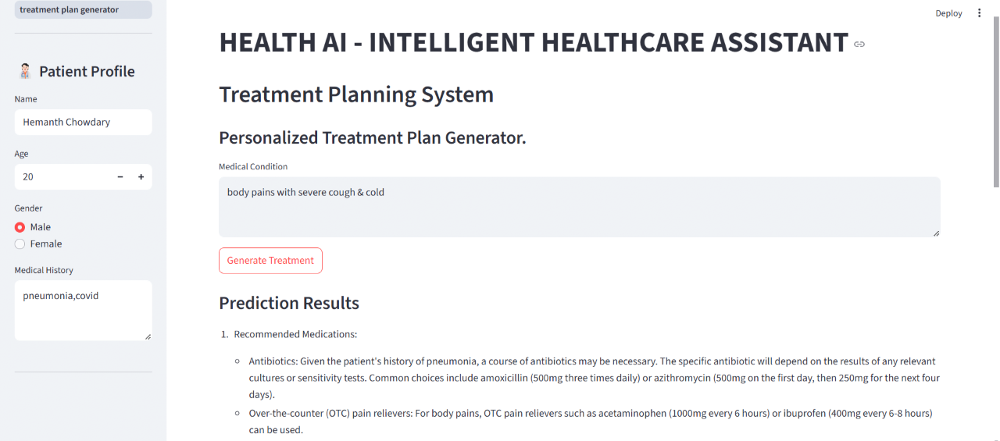 treatment plan generator
Patient Profile
Name
Hemanth Chowdary
Age
20
Gender
Male
Female
Medical History
pneumonia,covid
Deploy
HEALTH AI - INTELLIGENT HEALTHCARE ASSISTANT
Treatment Planning System
Personalized Treatment Plan Generator.
Medical Condition
body pains with severe cough & cold
Generate Treatment
Prediction Results
1. Recommended Medications:
Antibiotics: Given the patient's history of pneumonia, a course of antibiotics may be necessary. The specific antibiotic will depend on the results of any relevant
cultures or sensitivity tests. Common choices include amoxicillin (500mg three times daily) or azithromycin (500mg on the first day, then 250mg for the next four
days).
Over-the-counter (OTC) pain relievers: For body pains, OTC pain relievers such as acetaminophen (1000mg every 6 hours) or ibuprofen (400mg every 6-8 hours)
can be used.